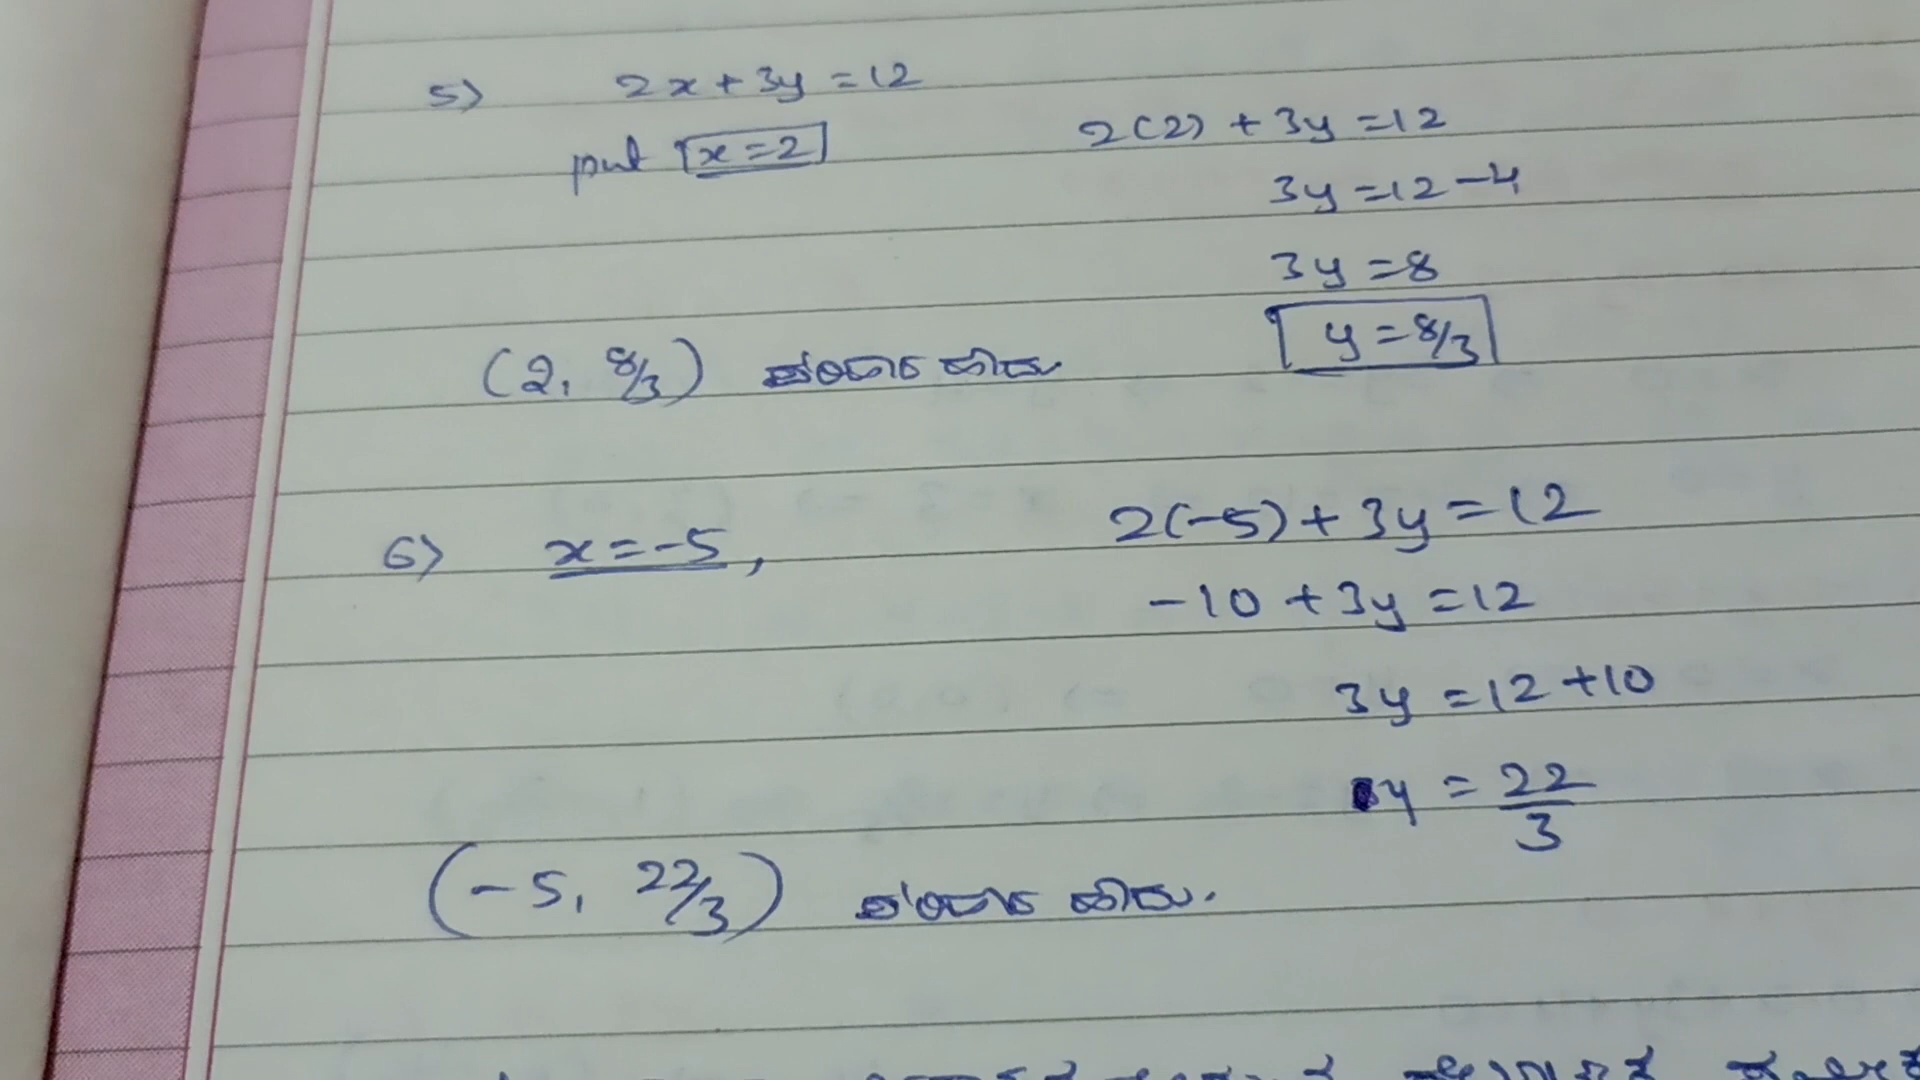 5) 2x + 3y = 12
put x = 2 2(2) + 3y = 12
3y = 12 - 4
3y = 8
y = 8/3
(2, 8/3)
6) x = -5, 2(-5) + 3y = 12
-10 + 3y = 12
3y = 12 + 10
y = 22/3
(-5, 22/3)